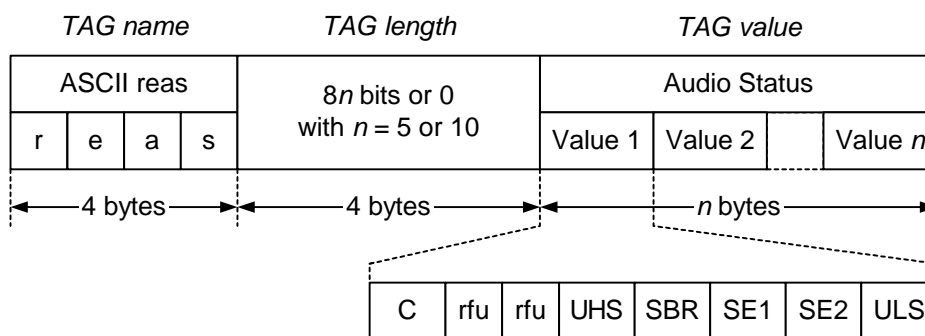 TAG name TAG length TAG value
ASCII reas 8n bits or 0 with n = 5 or 10 Audio Status
r e a s Value 1 Value 2 Value n
4 bytes 4 bytes n bytes
C rfu rfu UHS SBR SE1 SE2 ULS